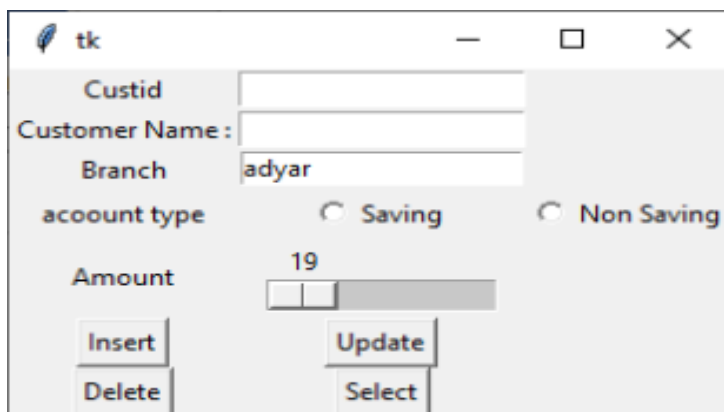 tk
Custid
Customer Name :
Branch adyar
acoount type Saving Non Saving
19
Amount
Insert Update
Delete Select